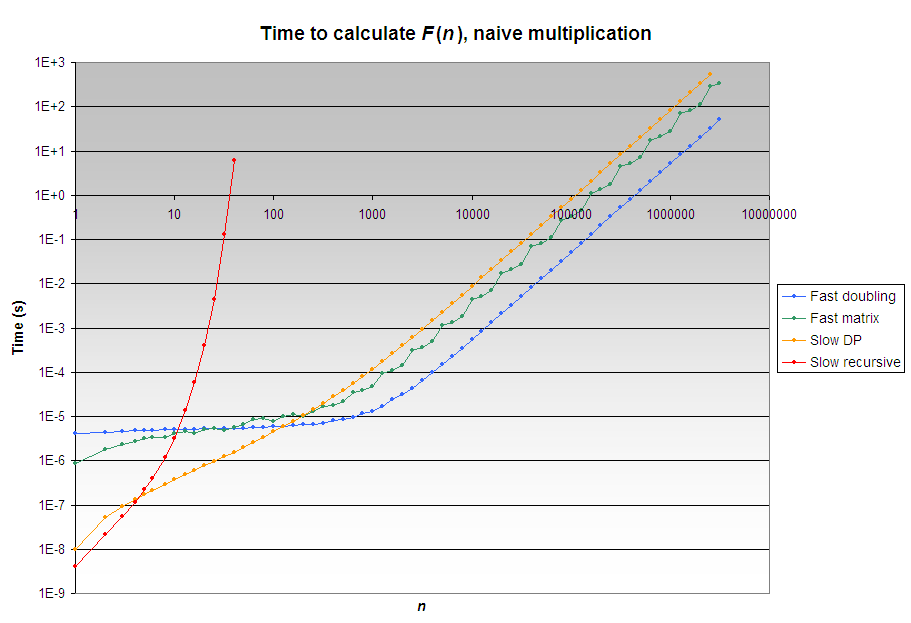 Time to calculate F(n), naive multiplication
1E+3
1E+2
1E+1
1E+0
1 10 100 1000 10000 100000 1000000 10000000
1E-1
1E-2
1E-3
1E-4
1E-5
1E-6
1E-7
1E-8
1E-9
Time (s)
n
Fast doubling
Fast matrix
Slow DP
Slow recursive